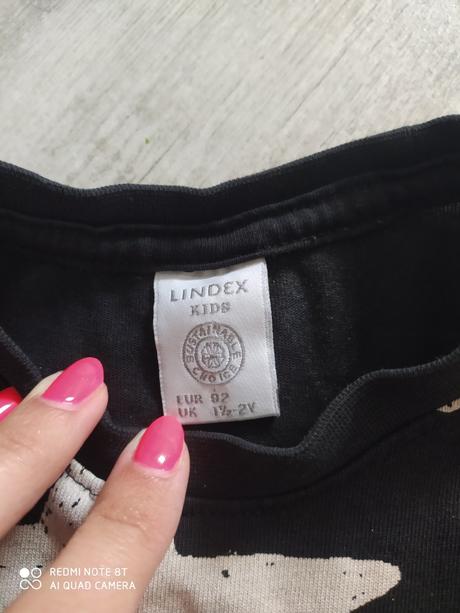 LINDEX
KIDS
SUSTAINABLE
CHOICE
EUR 92
UK 1½-2Y
REDMI NOTE 8T
AI QUAD CAMERA